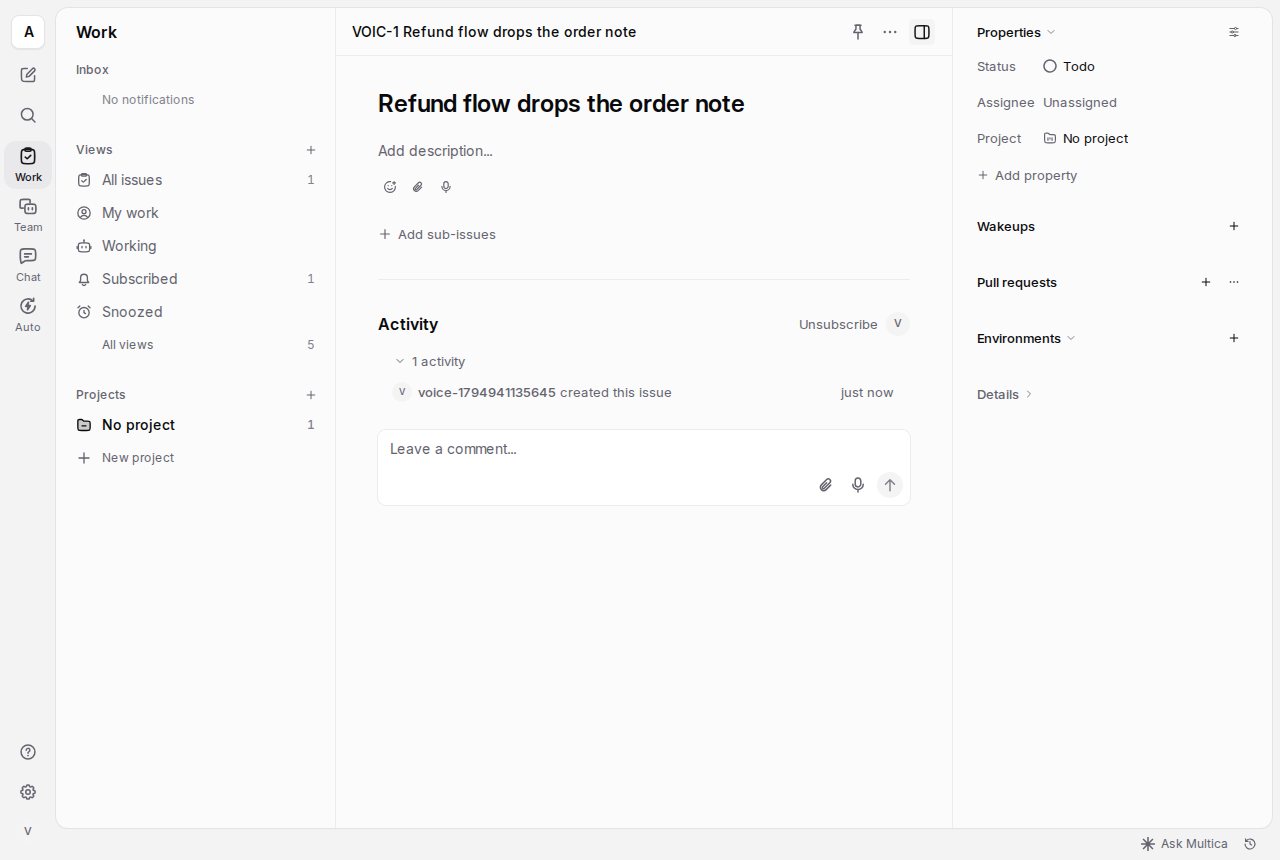 A
Work
Team
Chat
Auto
V
Work
Inbox
No notifications
Views
All issues 1
My work
Working
Subscribed 1
Snoozed
All views 5
Projects
No project 1
New project
VOIC-1 Refund flow drops the order note
Refund flow drops the order note
Add description...
Add sub-issues
Activity
Unsubscribe V
1 activity
V voice-1794941135645 created this issue just now
Leave a comment...
Properties
Status Todo
Assignee Unassigned
Project No project
Add property
Wakeups
Pull requests
Environments
Details
Ask Multica